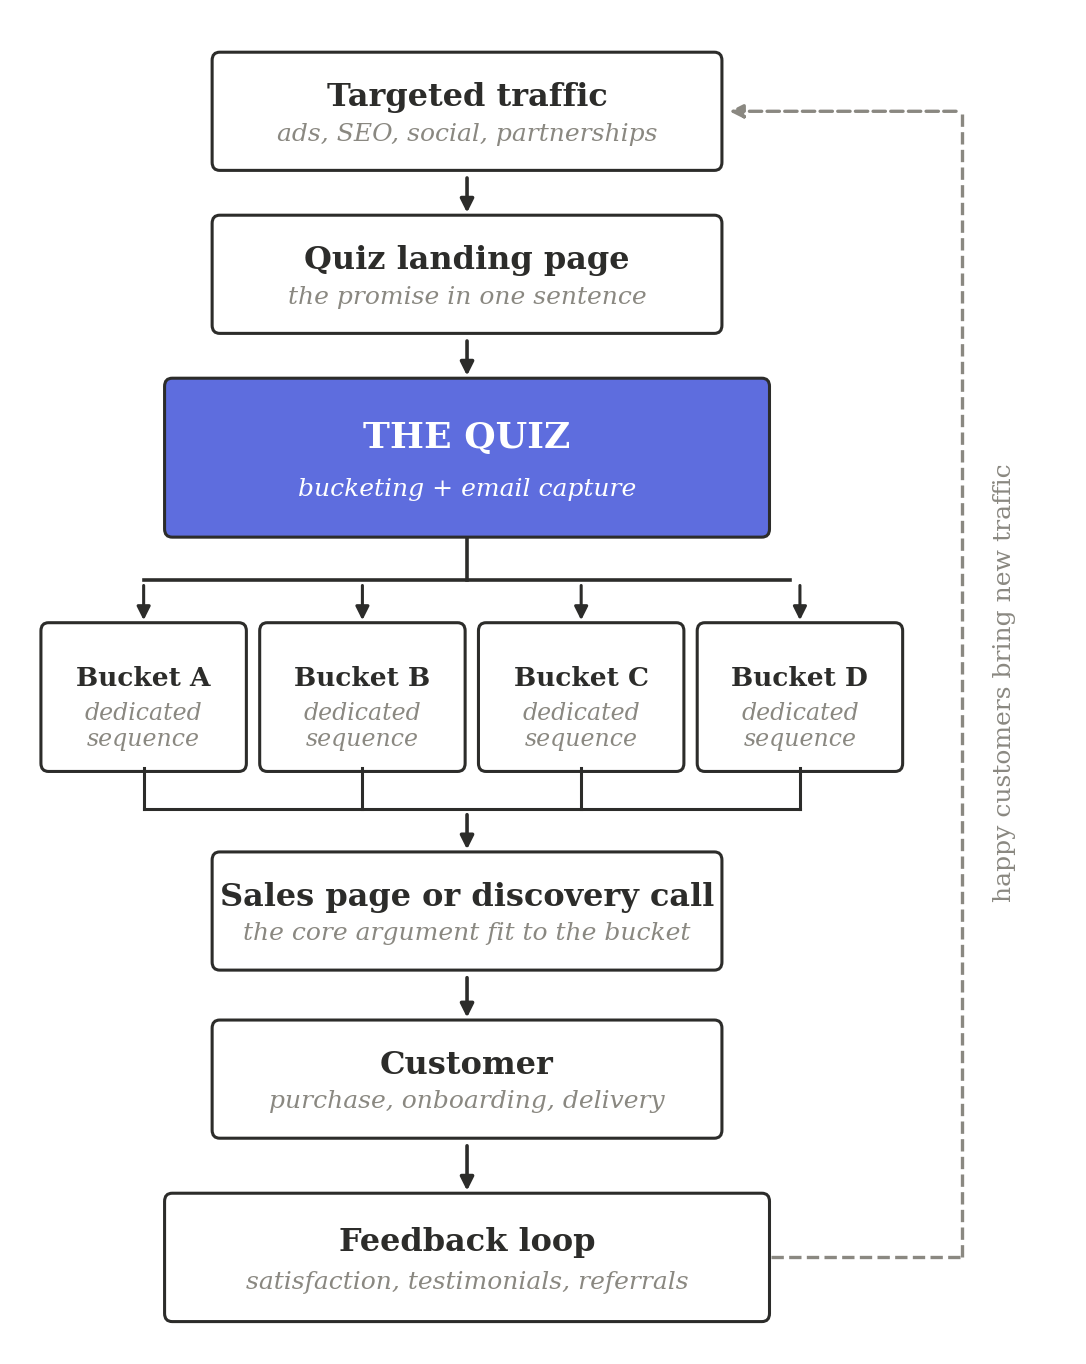 Targeted traffic
ads, SEO, social, partnerships
Quiz landing page
the promise in one sentence
THE QUIZ
bucketing + email capture
Bucket A
dedicated
sequence
Bucket B
dedicated
sequence
Bucket C
dedicated
sequence
Bucket D
dedicated
sequence
Sales page or discovery call
the core argument fit to the bucket
Customer
purchase, onboarding, delivery
Feedback loop
satisfaction, testimonials, referrals
happy customers bring new traffic